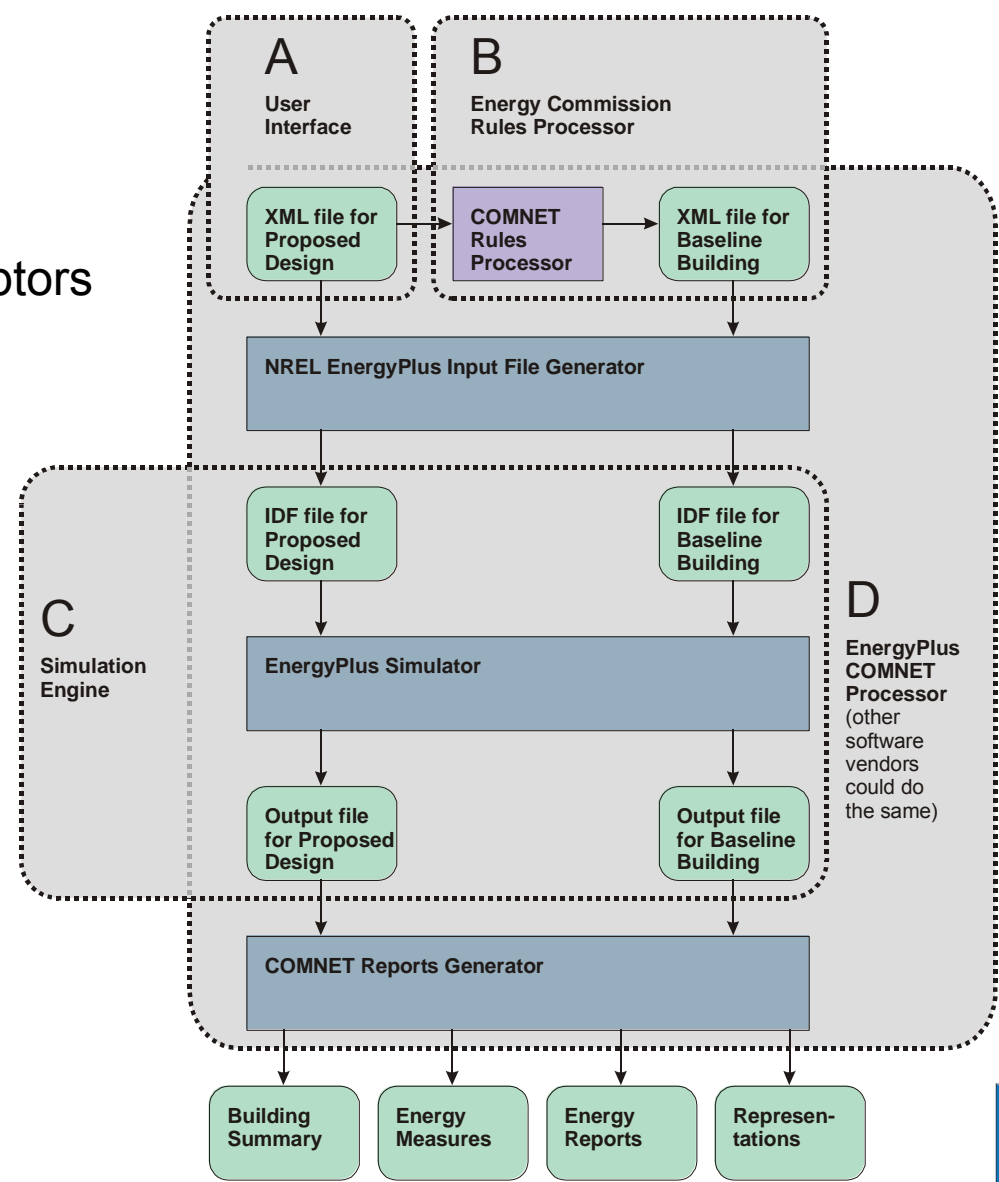 A
User
Interface
B
Energy Commission
Rules Processor
XML file for
Proposed
Design
COMNET
Rules
Processor
XML file for
Baseline
Building
NREL EnergyPlus Input File Generator
IDF file for
Proposed
Design
IDF file for
Baseline
Building
C
Simulation
Engine
EnergyPlus Simulator
D
EnergyPlus
COMNET
Processor
(other
software
vendors
could do
the same)
Output file
for Proposed
Design
Output file
for Baseline
Building
COMNET Reports Generator
Building
Summary
Energy
Measures
Energy
Reports
Represen-
tations